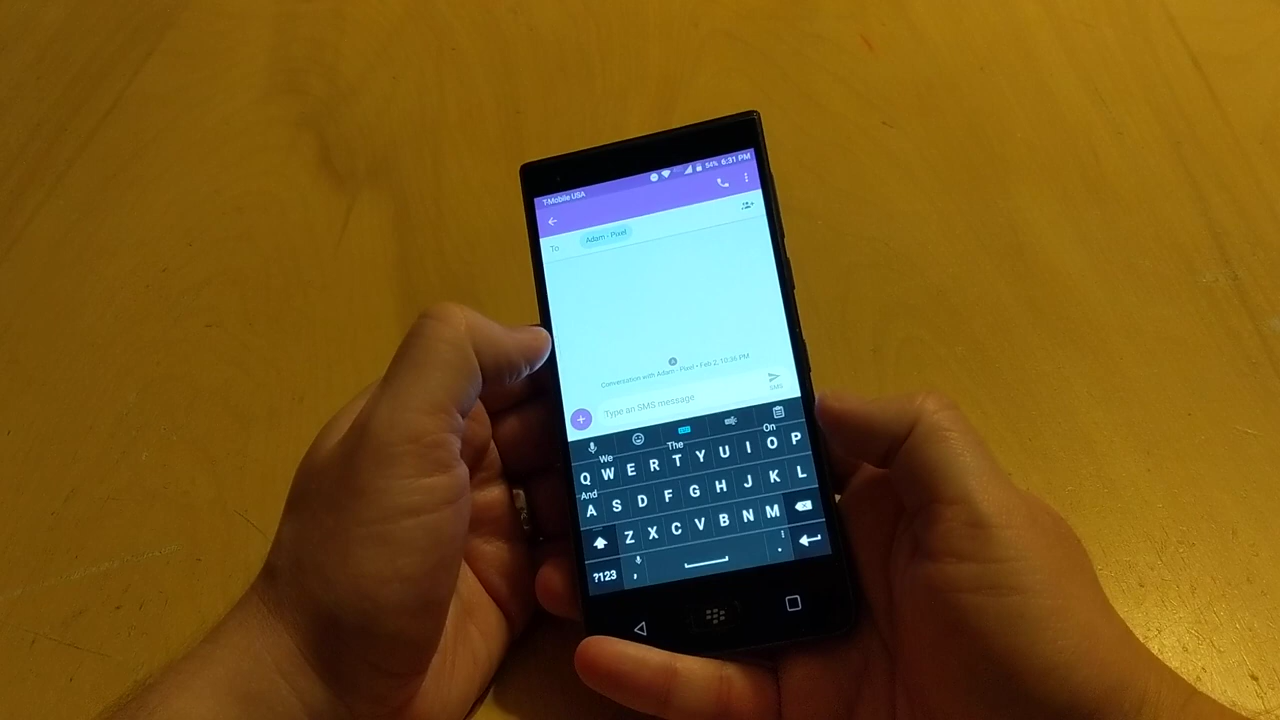 T-Mobile USA 54% 6:31 PM
To Adam - Pixel
Conversation with Adam - Pixel • Feb 2, 10:36 PM
Type an SMS message
SMS
We The On
Q W E R T Y U I O P
And
A S D F G H J K L
Z X C V B N M
?123 , .